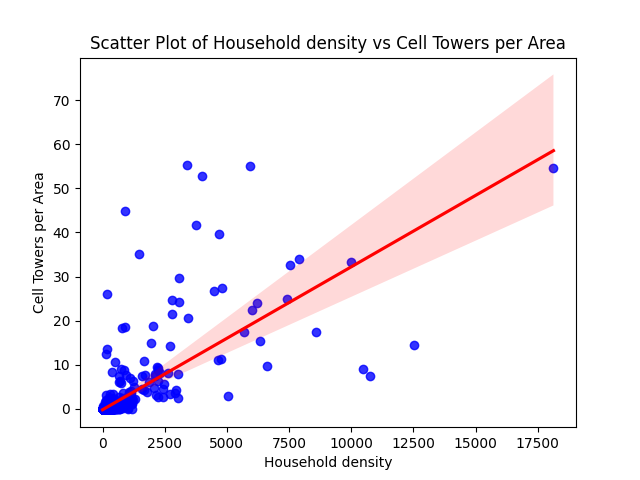 Scatter Plot of Household density vs Cell Towers per Area
Cell Towers per Area
70
60
50
40
30
20
10
0
0 2500 5000 7500 10000 12500 15000 17500
Household density